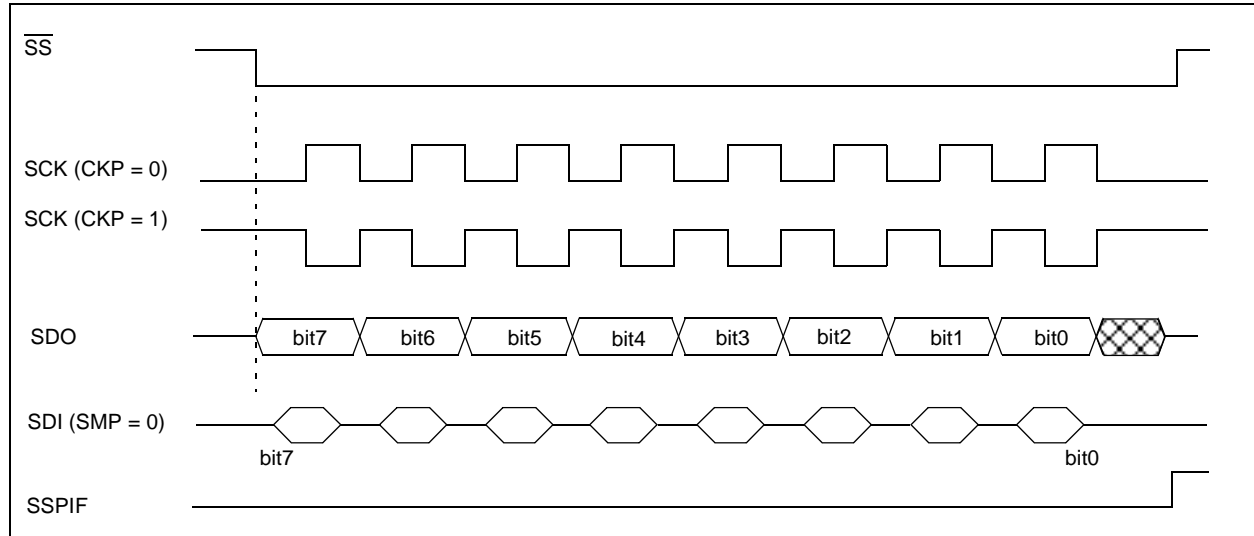 SS
SCK (CKP = 0)
SCK (CKP = 1)
SDO
bit7 bit6 bit5 bit4 bit3 bit2 bit1 bit0
SDI (SMP = 0)
bit7 bit0
SSPIF